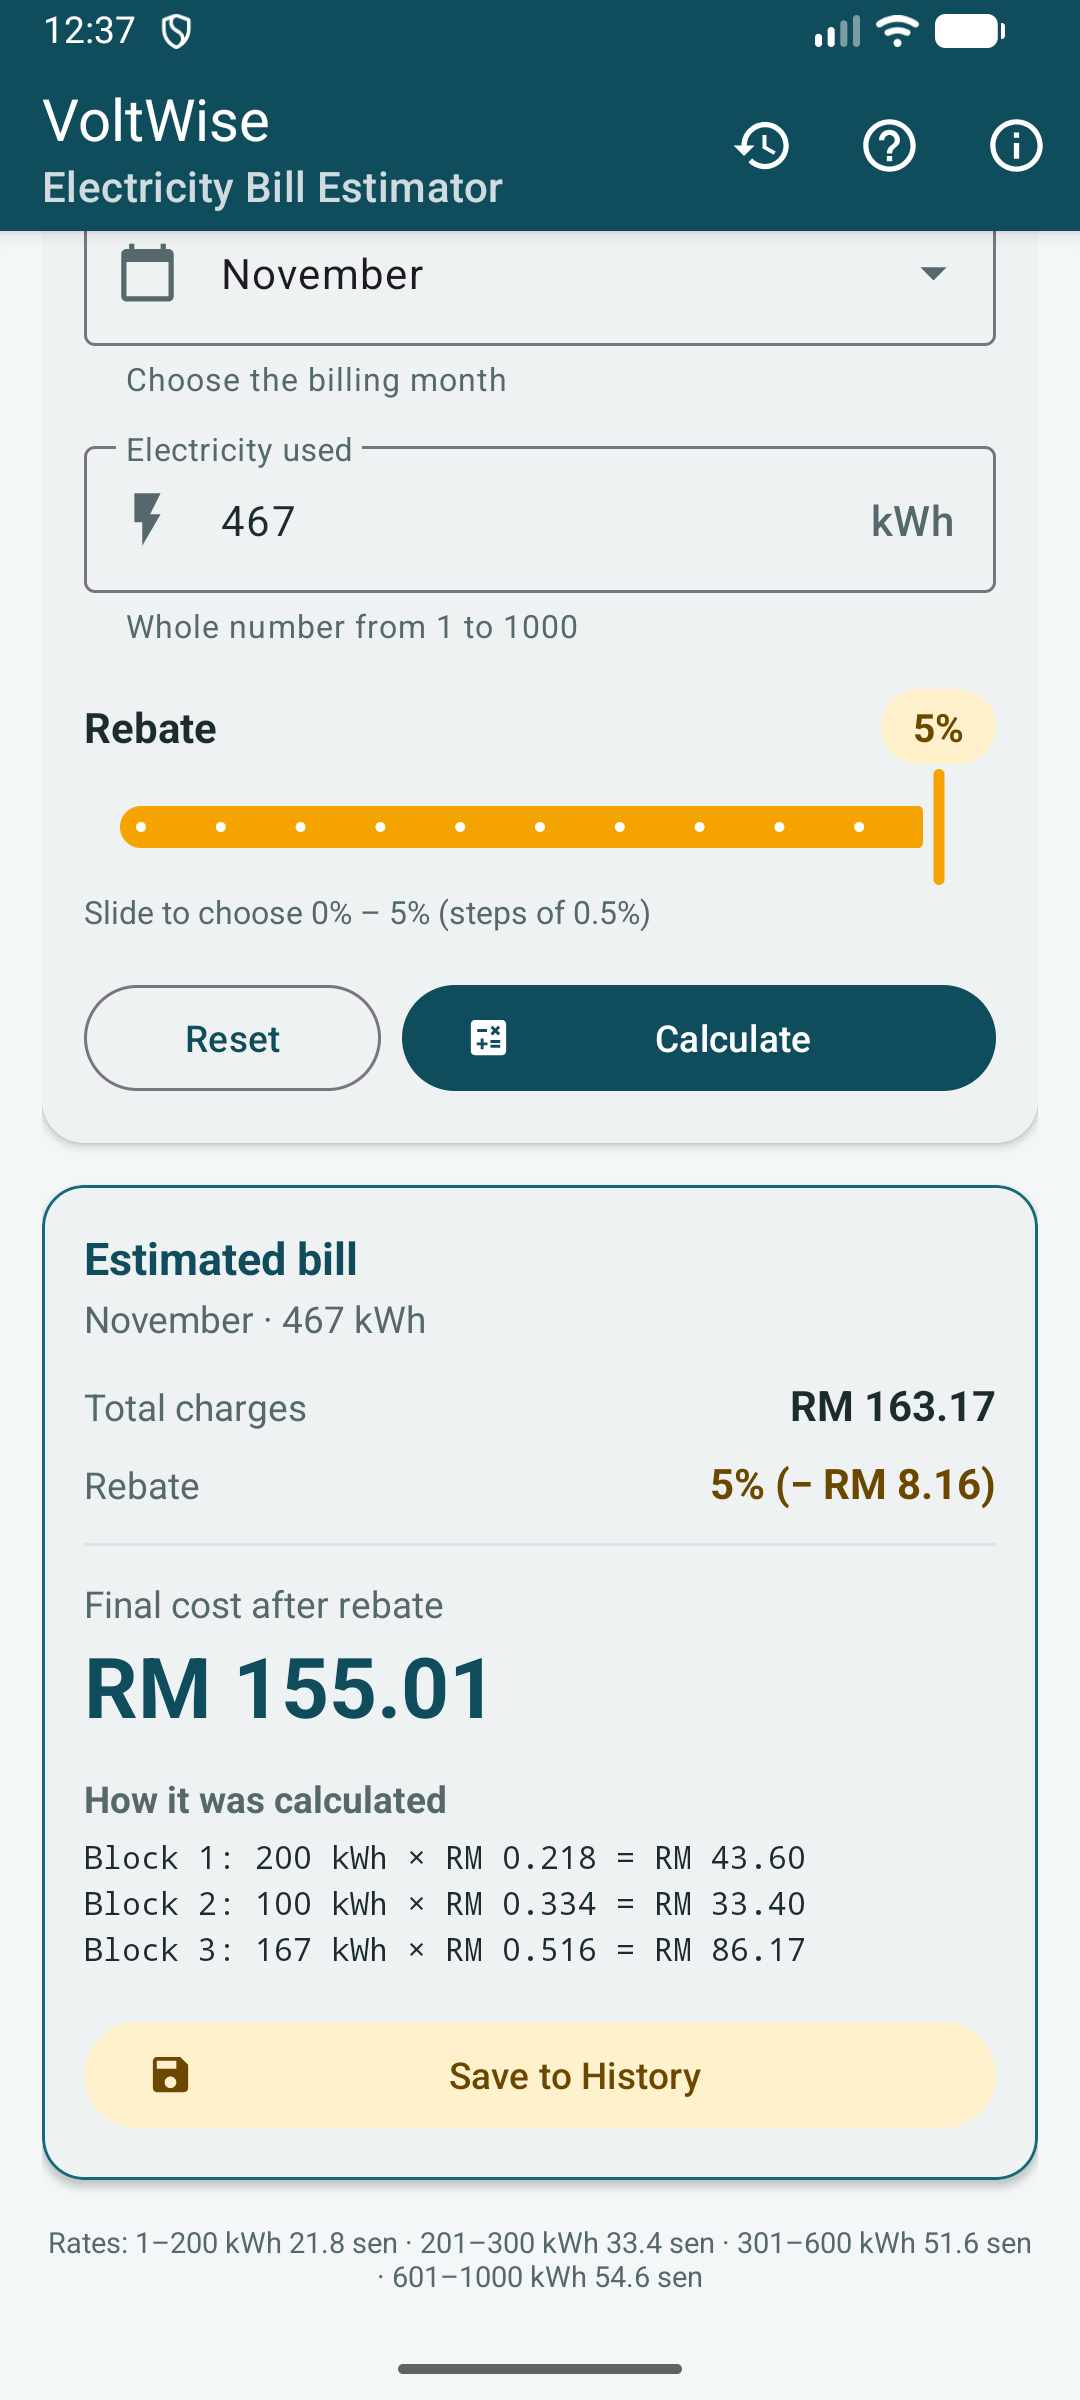 12:37
VoltWise
Electricity Bill Estimator
November
Choose the billing month
Electricity used
467 kWh
Whole number from 1 to 1000
Rebate 5%
Slide to choose 0% – 5% (steps of 0.5%)
Reset Calculate
Estimated bill
November · 467 kWh
Total charges RM 163.17
Rebate 5% (− RM 8.16)
Final cost after rebate
RM 155.01
How it was calculated
Block 1: 200 kWh × RM 0.218 = RM 43.60
Block 2: 100 kWh × RM 0.334 = RM 33.40
Block 3: 167 kWh × RM 0.516 = RM 86.17
Save to History
Rates: 1–200 kWh 21.8 sen · 201–300 kWh 33.4 sen · 301–600 kWh 51.6 sen
· 601–1000 kWh 54.6 sen